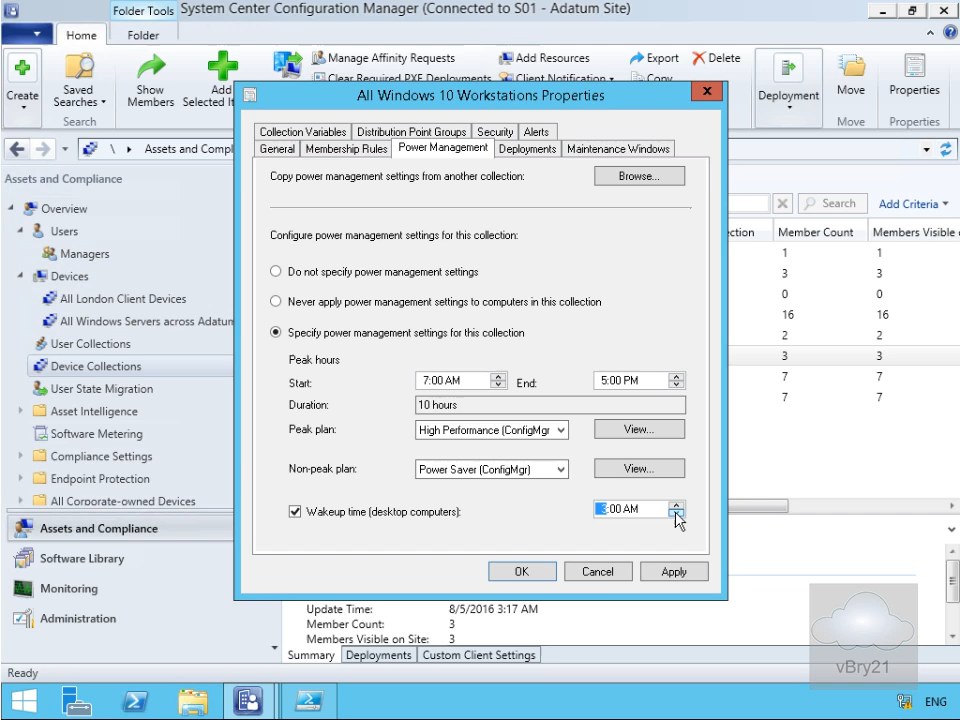 Folder Tools System Center Configuration Manager (Connected to S01 - Adatum Site)
Home Folder
Manage Affinity Requests Add Resources Export Delete
Clear Required PXE Deployments Client Notification Copy
Create Saved Searches Show Members Add Selected Deployment Move Properties
Search Move Properties
\ Assets and Compl
Assets and Compliance
Overview
Users
Managers
Devices
All London Client Devices
All Windows Servers across Adatum
User Collections
Device Collections
User State Migration
Asset Intelligence
Software Metering
Compliance Settings
Endpoint Protection
All Corporate-owned Devices
Assets and Compliance
Software Library
Monitoring
Administration
Ready
All Windows 10 Workstations Properties
x
Collection Variables Distribution Point Groups Security Alerts
General Membership Rules Power Management Deployments Maintenance Windows
Copy power management settings from another collection: Browse...
Configure power management settings for this collection:
Do not specify power management settings
Never apply power management settings to computers in this collection
Specify power management settings for this collection
Peak hours
Start: 7:00 AM End: 5:00 PM
Duration: 10 hours
Peak plan: High Performance (ConfigMgr View...
Non-peak plan: Power Saver (ConfigMgr) View...
Wakeup time (desktop computers): :00 AM
OK Cancel Apply
Search Add Criteria
ction Member Count Members Visible
1 1
3 3
0 0
16 16
2 2
3 3
7 7
7 7
Update Time: 8/5/2016 3:17 AM
Member Count: 3
Members Visible on Site: 3
Summary Deployments Custom Client Settings
vBry21
ENG